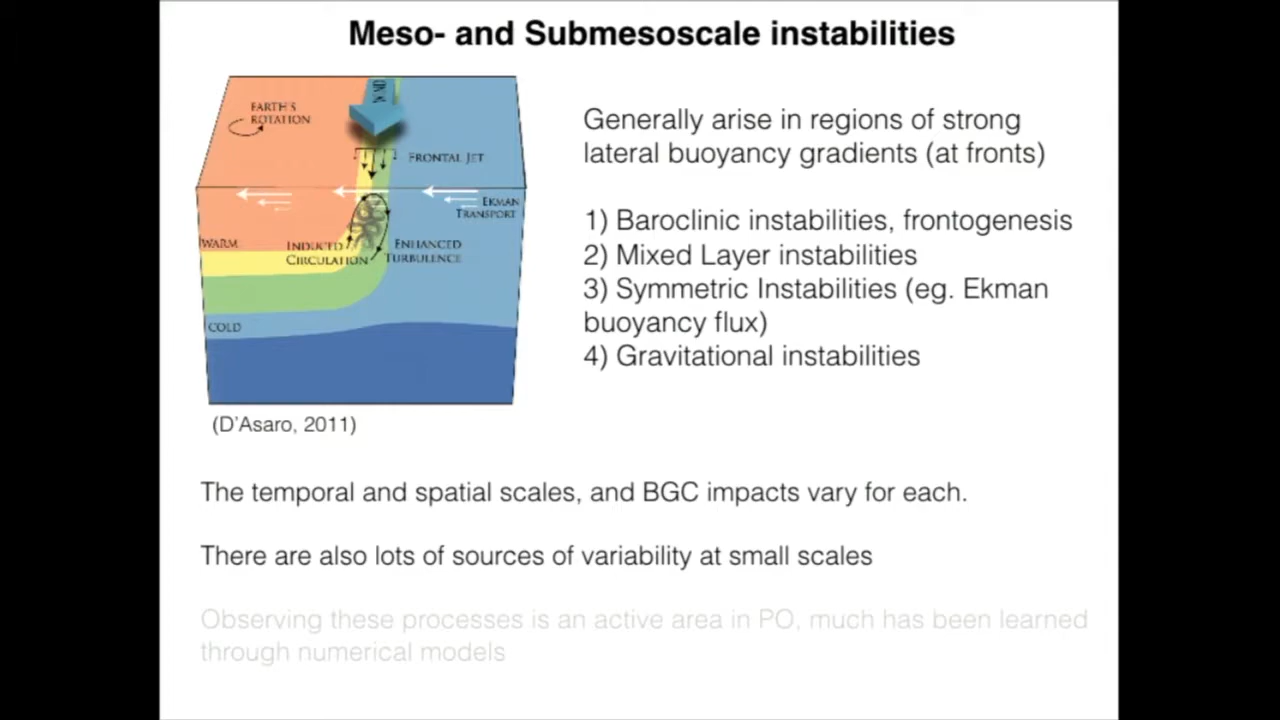 Meso- and Submesoscale instabilities
EARTH'S
ROTATION
WIND
FRONTAL JET
EKMAN
TRANSPORT
WARM
INDUCED
CIRCULATION
ENHANCED
TURBULENCE
COLD
(D'Asaro, 2011)
Generally arise in regions of strong
lateral buoyancy gradients (at fronts)
1) Baroclinic instabilities, frontogenesis
2) Mixed Layer instabilities
3) Symmetric Instabilities (eg. Ekman
buoyancy flux)
4) Gravitational instabilities
The temporal and spatial scales, and BGC impacts vary for each.
There are also lots of sources of variability at small scales
Observing these processes is an active area in PO, much has been learned
through numerical models